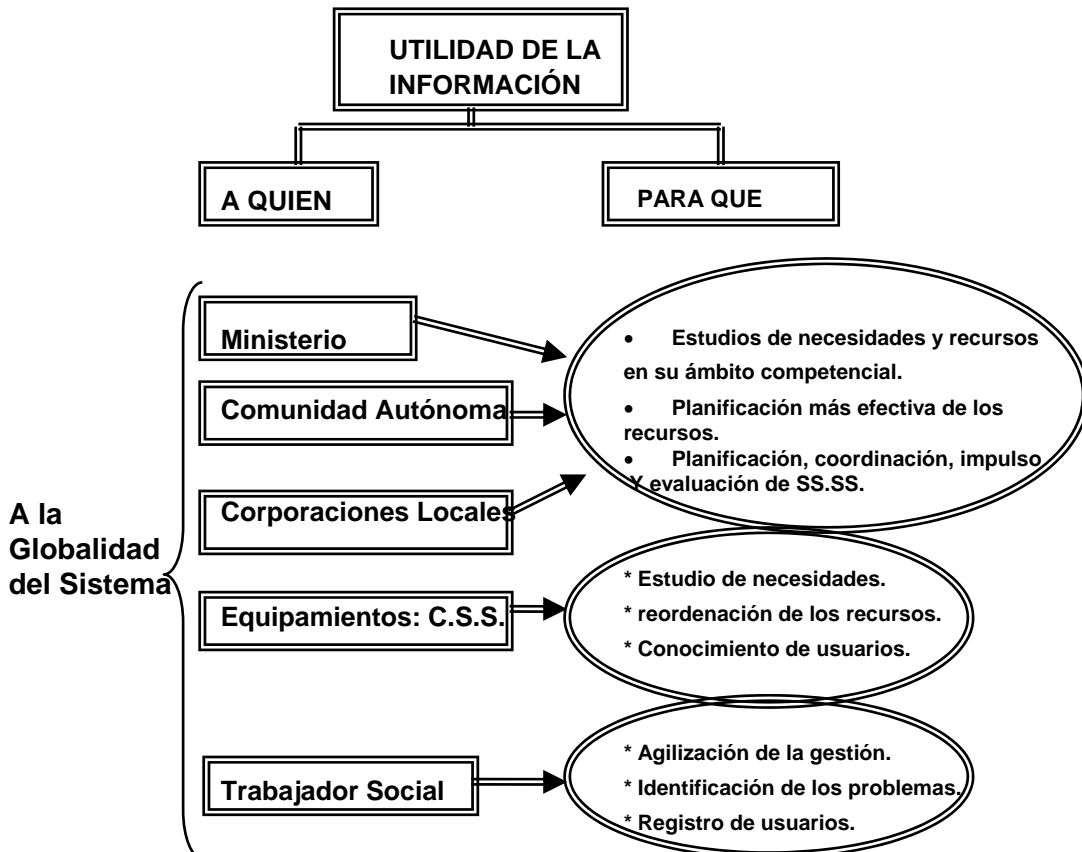 UTILIDAD DE LA
INFORMACIÓN
A QUIEN
PARA QUE
A la
Globalidad
del Sistema
Ministerio
Comunidad Autónoma
Corporaciones Locales
Equipamientos: C.S.S.
Trabajador Social
• Estudios de necesidades y recursos
en su ámbito competencial.
• Planificación más efectiva de los
recursos.
• Planificación, coordinación, impulso
Y evaluación de SS.SS.
* Estudio de necesidades.
* reordenación de los recursos.
* Conocimiento de usuarios.
* Agilización de la gestión.
* Identificación de los problemas.
* Registro de usuarios.